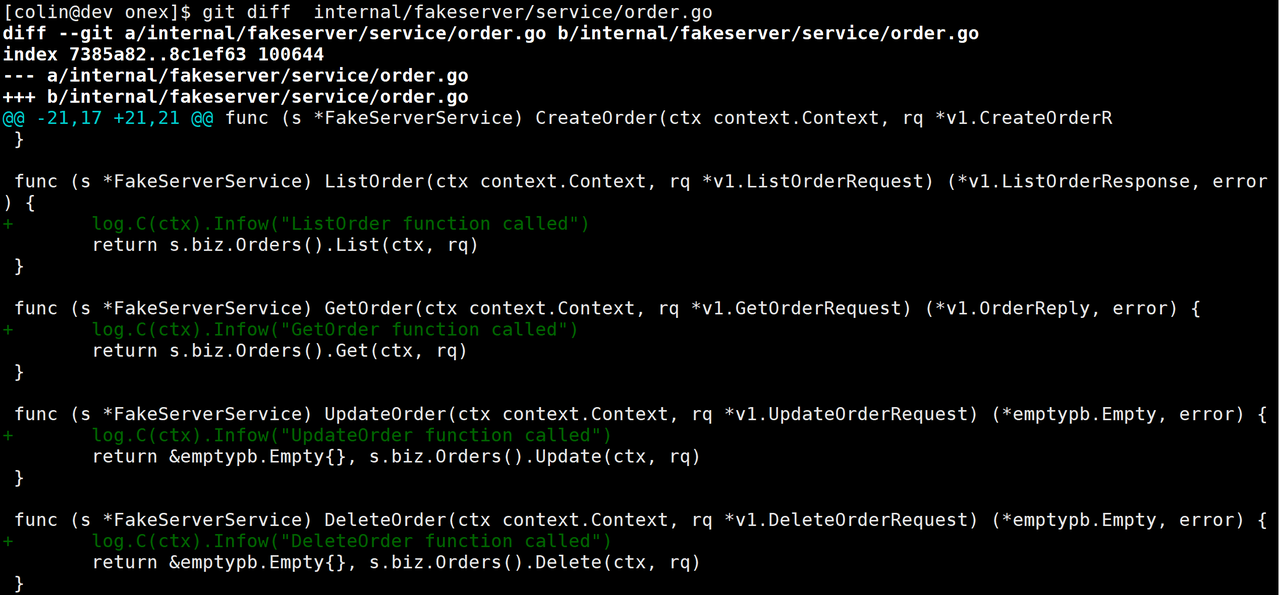 [colin@dev onex]$ git diff  internal/fakeserver/service/order.go
diff --git a/internal/fakeserver/service/order.go b/internal/fakeserver/service/order.go
index 7385a82..8c1ef63 100644
--- a/internal/fakeserver/service/order.go
+++ b/internal/fakeserver/service/order.go
@@ -21,17 +21,21 @@ func (s *FakeServerService) CreateOrder(ctx context.Context, rq *v1.CreateOrderR
 }

 func (s *FakeServerService) ListOrder(ctx context.Context, rq *v1.ListOrderRequest) (*v1.ListOrderResponse, error
) {
+       log.C(ctx).Infow("ListOrder function called")
        return s.biz.Orders().List(ctx, rq)
 }

 func (s *FakeServerService) GetOrder(ctx context.Context, rq *v1.GetOrderRequest) (*v1.OrderReply, error) {
+       log.C(ctx).Infow("GetOrder function called")
        return s.biz.Orders().Get(ctx, rq)
 }

 func (s *FakeServerService) UpdateOrder(ctx context.Context, rq *v1.UpdateOrderRequest) (*emptypb.Empty, error) {
+       log.C(ctx).Infow("UpdateOrder function called")
        return &emptypb.Empty{}, s.biz.Orders().Update(ctx, rq)
 }

 func (s *FakeServerService) DeleteOrder(ctx context.Context, rq *v1.DeleteOrderRequest) (*emptypb.Empty, error) {
+       log.C(ctx).Infow("DeleteOrder function called")
        return &emptypb.Empty{}, s.biz.Orders().Delete(ctx, rq)
 }